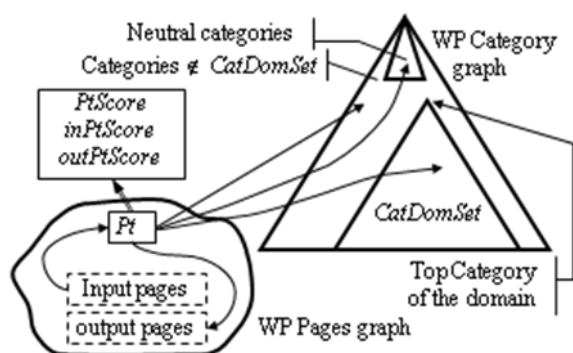 Neutral categories
Categories ∉ CatDomSet
WP Category
graph
PtScore
inPtScore
outPtScore
Pt
CatDomSet
Input pages
output pages
WP Pages graph
Top Category
of the domain